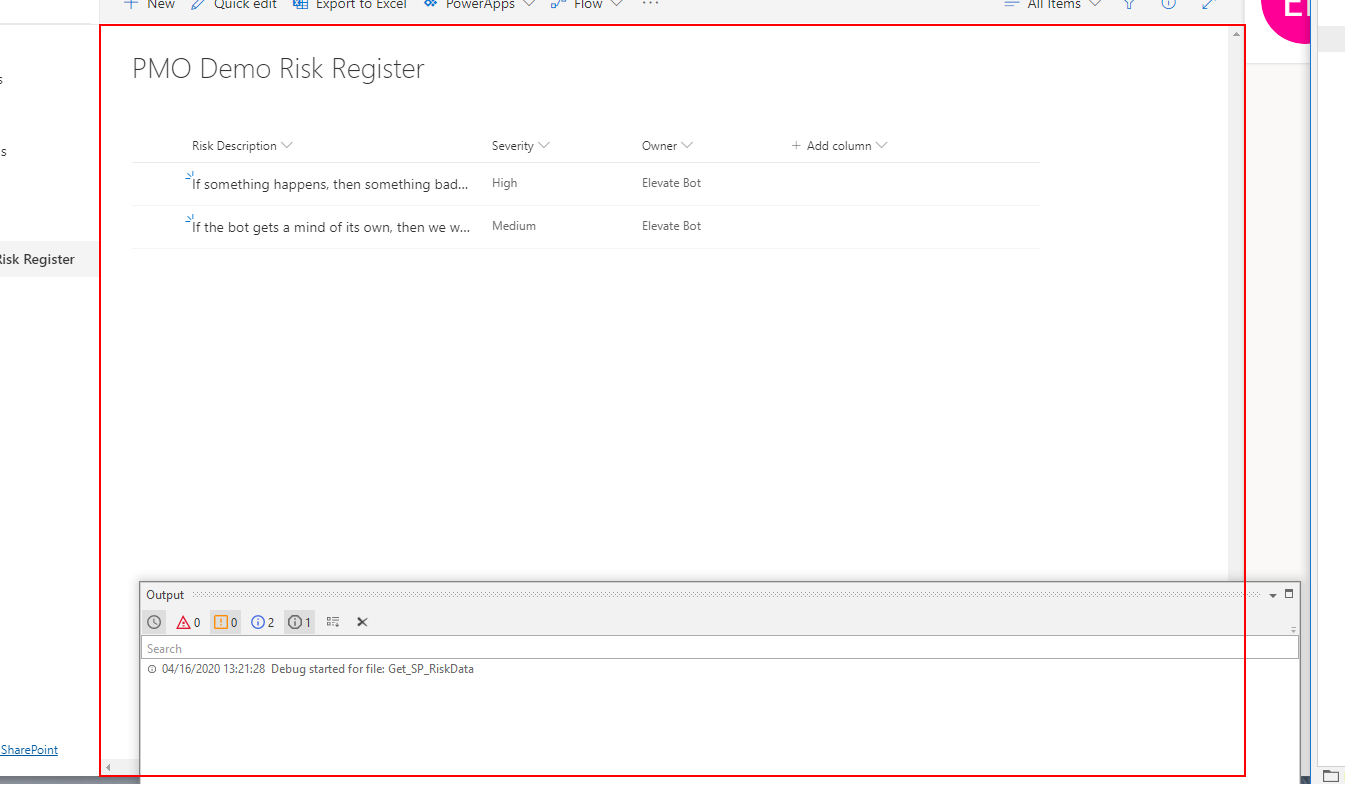 New Quick edit Export to Excel PowerApps Flow ··· All Items
PMO Demo Risk Register
Risk Description Severity Owner + Add column
If something happens, then something bad... High Elevate Bot
If the bot gets a mind of its own, then we w... Medium Elevate Bot
Risk Register
Output
0 0 2 1
Search
04/16/2020 13:21:28 Debug started for file: Get_SP_RiskData
SharePoint